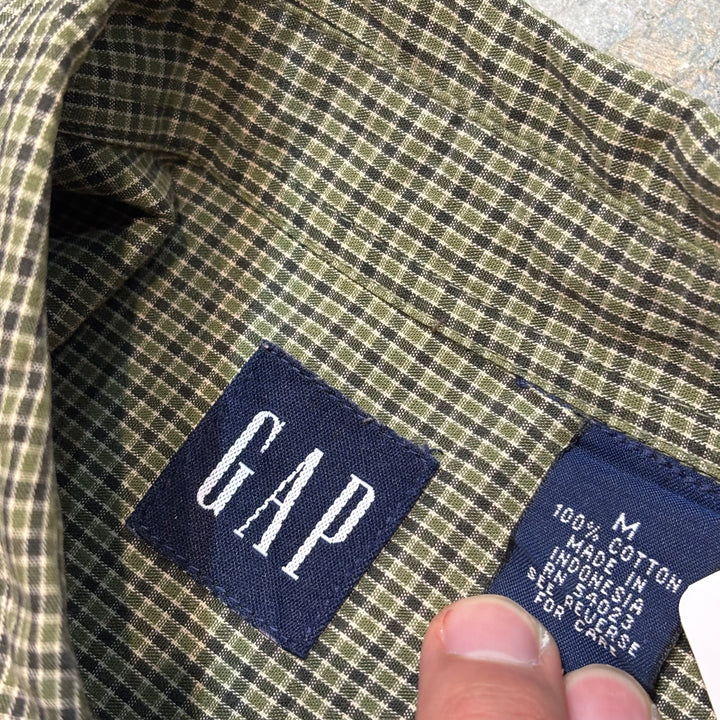 GAP
M
100% COTTON
MADE IN
INDONESIA
RN 54023
SEE REVERSE
FOR CARE